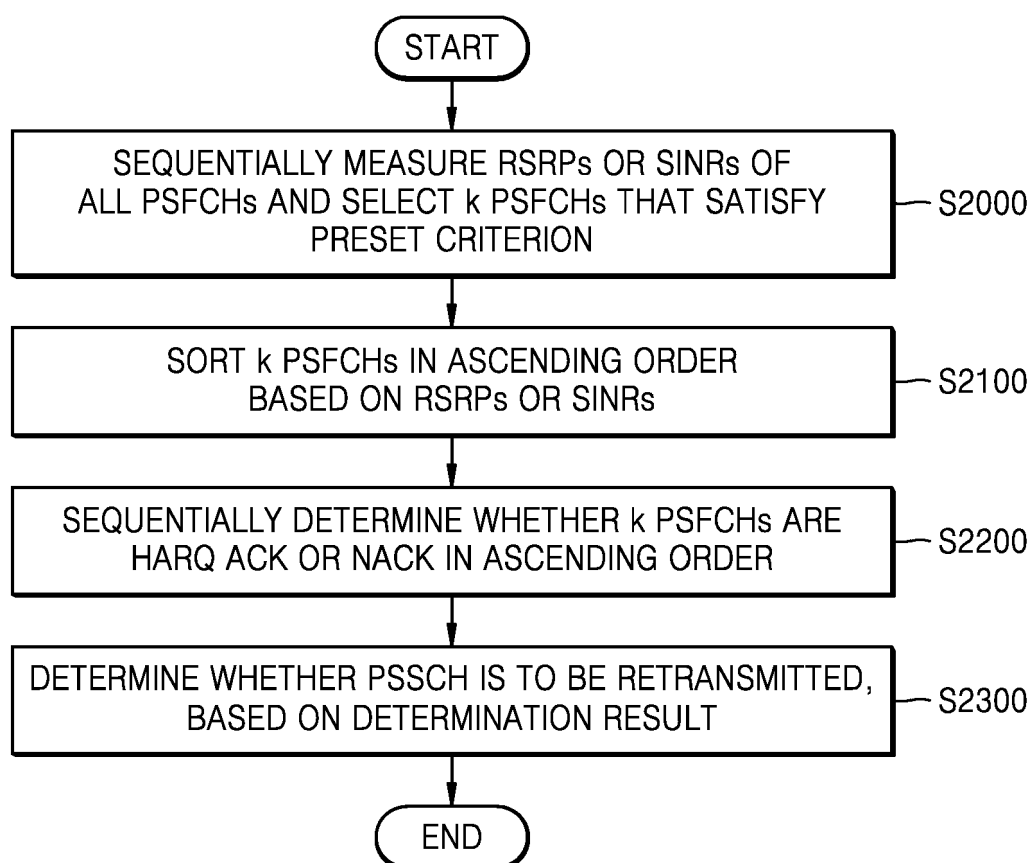 START
SEQUENTIALLY MEASURE RSRPs OR SINRs OF
ALL PSFCHs AND SELECT k PSFCHs THAT SATISFY
PRESET CRITERION
S2000
SORT k PSFCHs IN ASCENDING ORDER
BASED ON RSRPs OR SINRs
S2100
SEQUENTIALLY DETERMINE WHETHER k PSFCHs ARE
HARQ ACK OR NACK IN ASCENDING ORDER
S2200
DETERMINE WHETHER PSSCH IS TO BE RETRANSMITTED,
BASED ON DETERMINATION RESULT
S2300
END